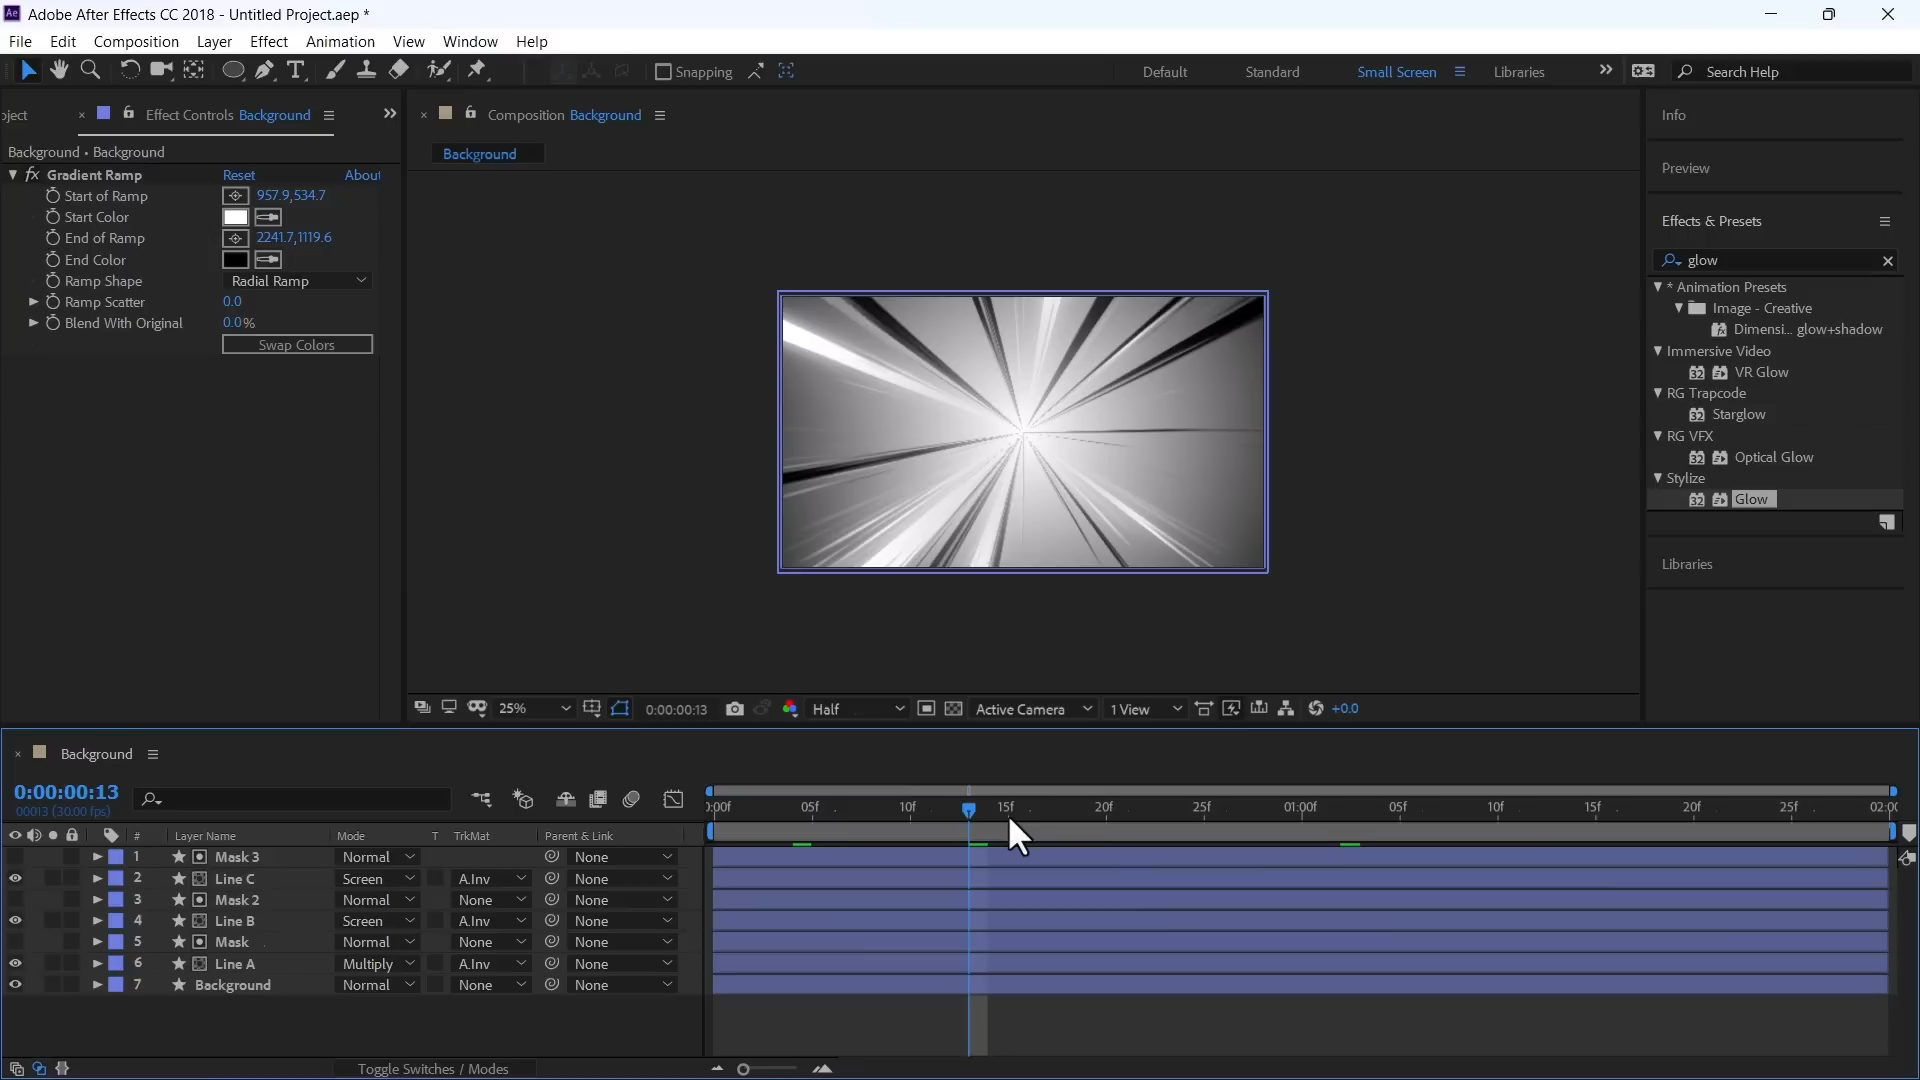 Adobe After Effects CC 2018 - Untitled Project.aep *
File Edit Composition Layer Effect Animation View Window Help
Snapping Default Standard Small Screen Libraries Search Help
oject × Effect Controls Background
× Composition Background
Info
Background • Background
Background
Gradient Ramp Reset About
Start of Ramp 957.9,534.7
Start Color
End of Ramp 2241.7,1119.6
End Color
Ramp Shape Radial Ramp
Ramp Scatter 0.0
Blend With Original 0.0%
Swap Colors
Preview
Effects & Presets
glow
* Animation Presets
Image - Creative
Dimensi... glow+shadow
Immersive Video
VR Glow
RG Trapcode
Starglow
RG VFX
Optical Glow
Stylize
Glow
Libraries
25% 0:00:00:13 Half Active Camera 1 View +0.0
× Background
0:00:00:13
00013 (30.00 fps)
):00f 05f 10f 15f 20f 25f 01:00f 05f 10f 15f 20f 25f 02:0(
# Layer Name Mode T TrkMat Parent & Link
1 Mask 3 Normal None
2 Line C Screen A.Inv None
3 Mask 2 Normal None None
4 Line B Screen A.Inv None
5 Mask Normal None None
6 Line A Multiply A.Inv None
7 Background Normal None None
Toggle Switches / Modes